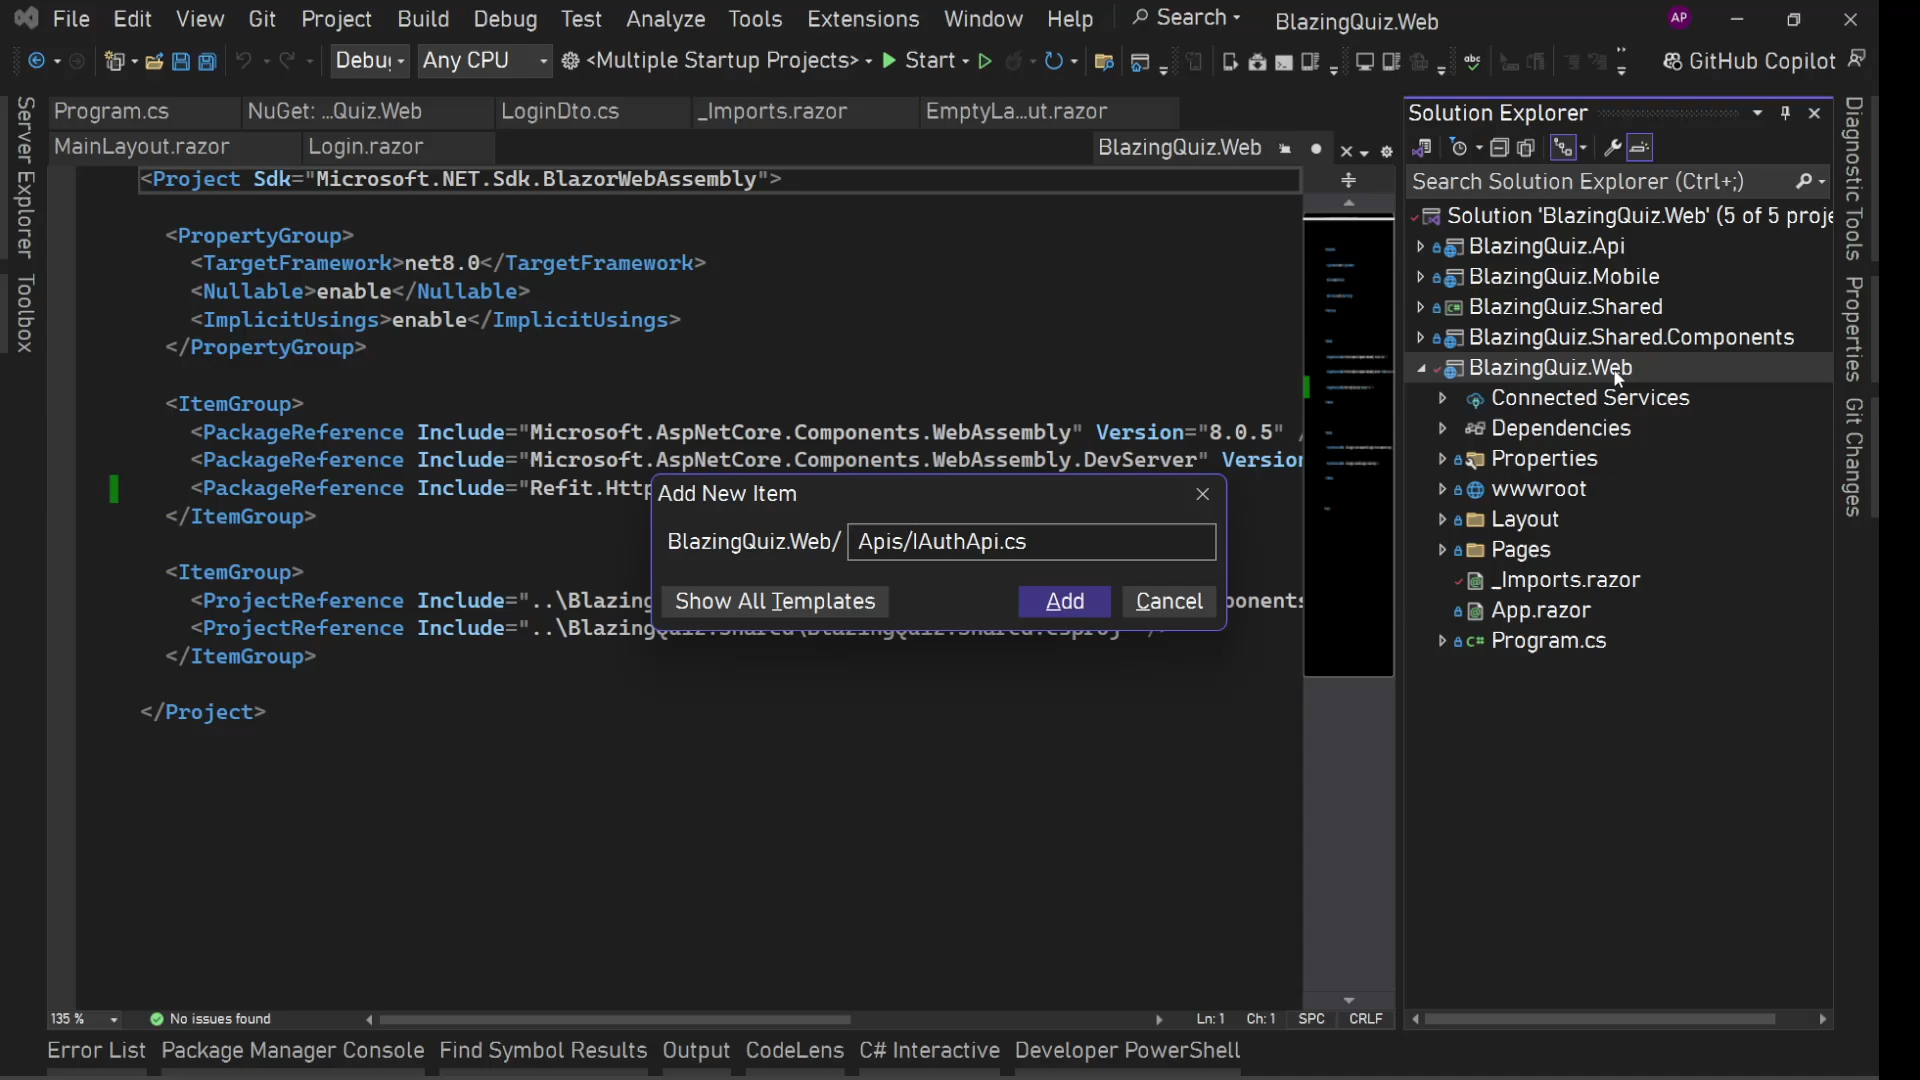 File Edit View Git Project Build Debug Test Analyze Tools Extensions Window Help Search BlazingQuiz.Web AP
Debug Any CPU <Multiple Startup Projects> Start GitHub Copilot
Server Explorer
Toolbox
Program.cs NuGet: ...Quiz.Web LoginDto.cs _Imports.razor EmptyLa...ut.razor
MainLayout.razor Login.razor BlazingQuiz.Web
<Project Sdk="Microsoft.NET.Sdk.BlazorWebAssembly">
<PropertyGroup>
<TargetFramework>net8.0</TargetFramework>
<Nullable>enable</Nullable>
<ImplicitUsings>enable</ImplicitUsings>
</PropertyGroup>
<ItemGroup>
<PackageReference Include="Microsoft.AspNetCore.Components.WebAssembly" Version="8.0.5" /
<PackageReference Include="Microsoft.AspNetCore.Components.WebAssembly.DevServer" Version
<PackageReference Include="Refit.Http
</ItemGroup>
<ItemGroup>
<ProjectReference Include="..\Blazing ponents
<ProjectReference Include="..\BlazingQuiz.Shared\BlazingQuiz.Shared.csproj" />
</ItemGroup>
</Project>
Add New Item
BlazingQuiz.Web/ Apis/IAuthApi.cs
Show All Templates Add Cancel
135 % No issues found Ln: 1 Ch: 1 SPC CRLF
Solution Explorer
Search Solution Explorer (Ctrl+;)
Solution 'BlazingQuiz.Web' (5 of 5 proje
BlazingQuiz.Api
BlazingQuiz.Mobile
BlazingQuiz.Shared
BlazingQuiz.Shared.Components
BlazingQuiz.Web
Connected Services
Dependencies
Properties
wwwroot
Layout
Pages
_Imports.razor
App.razor
Program.cs
Diagnostic Tools
Properties
Git Changes
Error List Package Manager Console Find Symbol Results Output CodeLens C# Interactive Developer PowerShell